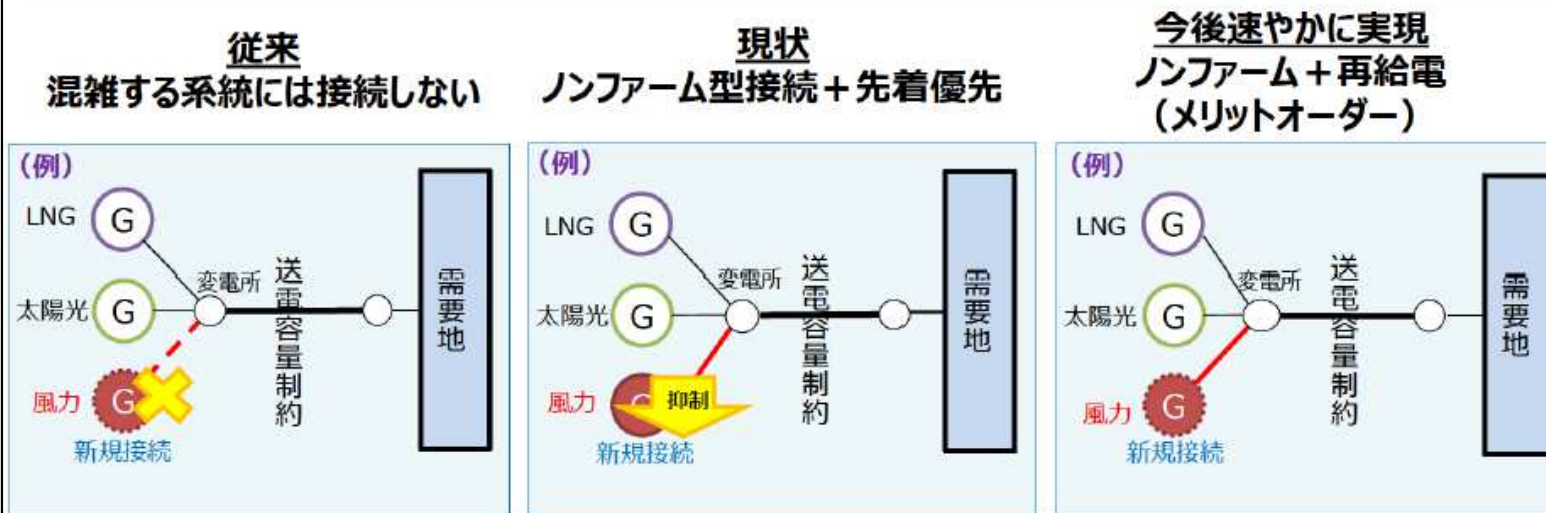 従来
混雑する系統には接続しない
(例)
LNG
G
変電所
太陽光
G
風力
G
新規接続
送電容量制約
需要地
現状
ノンファーム型接続+先着優先
(例)
LNG
G
変電所
太陽光
G
風力
抑制
新規接続
送電容量制約
需要地
今後速やかに実現
ノンファーム+再給電
(メリットオーダー)
(例)
LNG
G
変電所
太陽光
G
風力
G
新規接続
送電容量制約
需要地